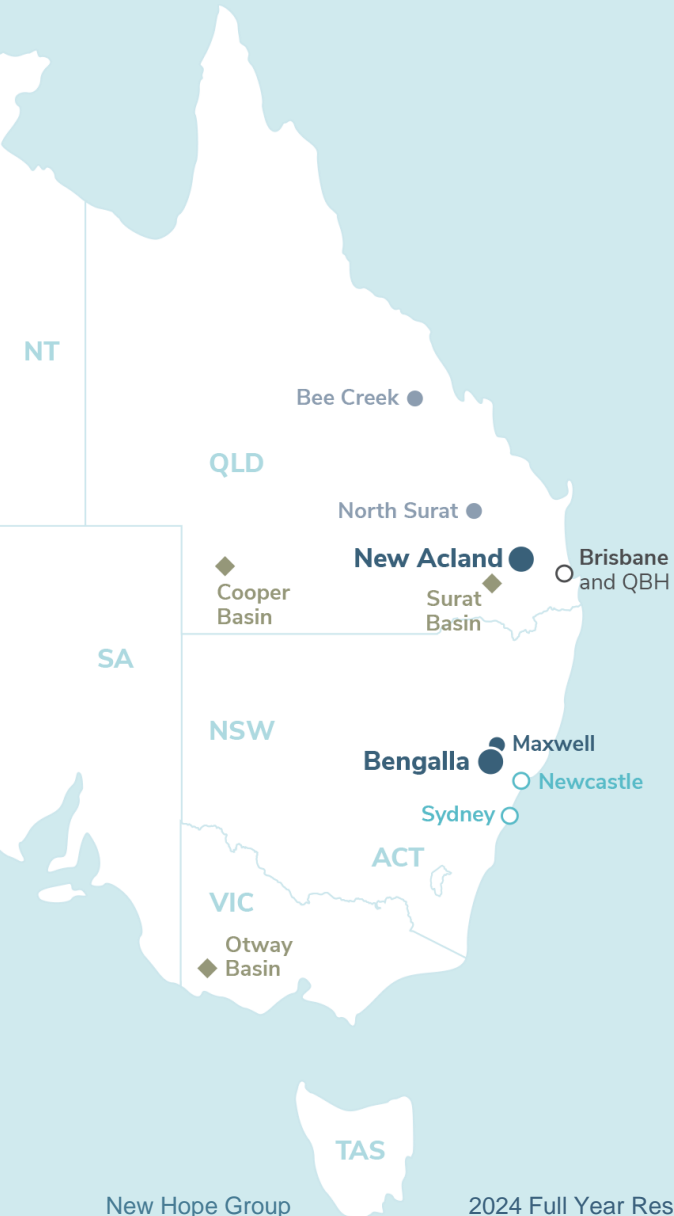 NT
Bee Creek
QLD
North Surat
New Acland
Brisbane
and QBH
Cooper
Basin
Surat
Basin
SA
NSW
Maxwell
Bengalla
Newcastle
Sydney
ACT
VIC
Otway
Basin
TAS
New Hope Group
2024 Full Year Res